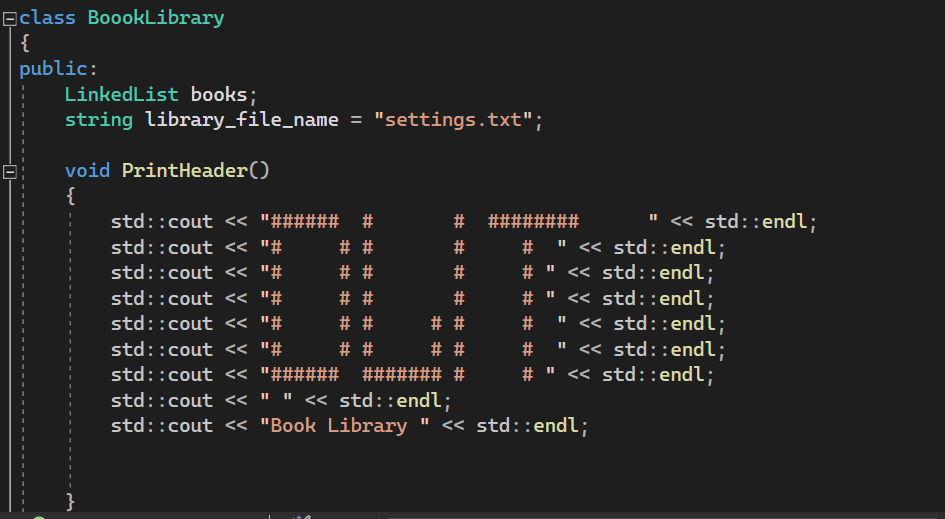 class BoookLibrary
{
public:
    LinkedList books;
    string library_file_name = "settings.txt";
    void PrintHeader()
    {
        std::cout << "######  #       #  ########      " << std::endl;
        std::cout << "#     # #       #     #  " << std::endl;
        std::cout << "#     # #       #     # " << std::endl;
        std::cout << "#     # #       #     # " << std::endl;
        std::cout << "#     # #     # #     #  " << std::endl;
        std::cout << "#     # #     # #     #  " << std::endl;
        std::cout << "######  ####### #     # " << std::endl;
        std::cout << " " << std::endl;
        std::cout << "Book Library " << std::endl;
    }